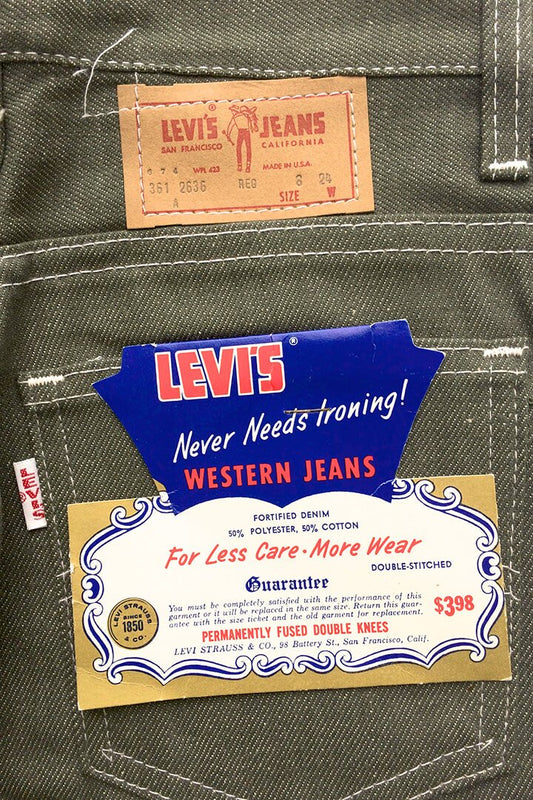 LEVI'S® JEANS
SAN FRANCISCO CALIFORNIA
674 WPL 423 MADE IN U.S.A.
361 2636 REG 8 24
A SIZE W
LEVI'S®
Never Needs Ironing!
WESTERN JEANS
LEVI'S®
FORTIFIED DENIM
50% POLYESTER, 50% COTTON
For Less Care · More Wear
DOUBLE-STITCHED
Guarantee
You must be completely satisfied with the performance of this
garment or it will be replaced in the same size. Return this guar-
antee with the size ticket and the old garment for replacement.
$3.98
PERMANENTLY FUSED DOUBLE KNEES
LEVI STRAUSS & CO., 98 Battery St., San Francisco, Calif.
LEVI STRAUSS
SINCE
1850
& CO.